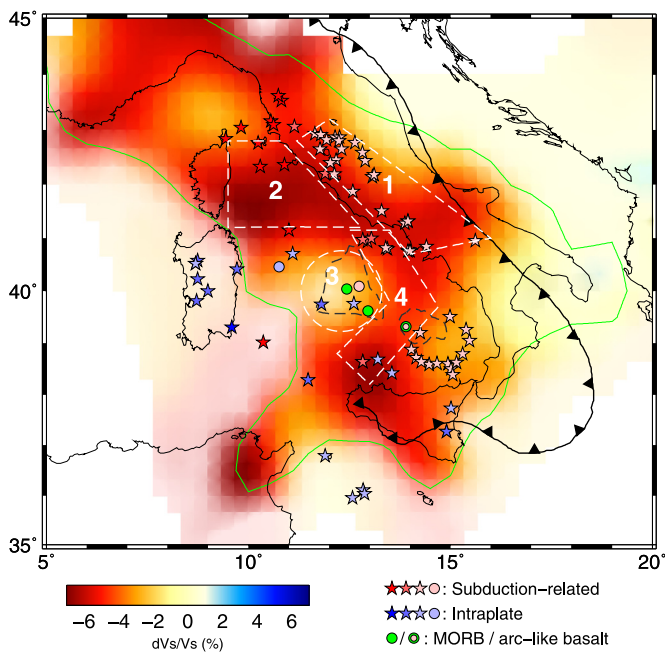 45°
1
2
3
40°
4
35°
5°
10°
15°
20°
−6 −4 −2 0 2 4 6
dVs/Vs (%)
: Subduction−related
: Intraplate
/ : MORB / arc−like basalt